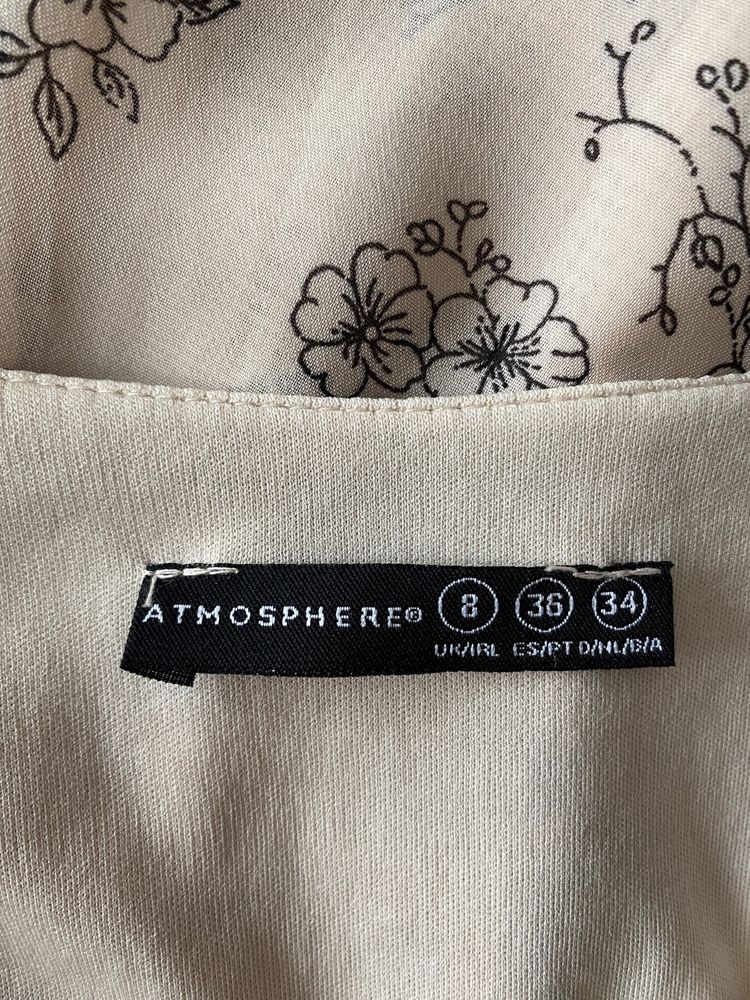 ATMOSPHERE® 8 36 34
UK/IRL ES/PT D/NL/B/A